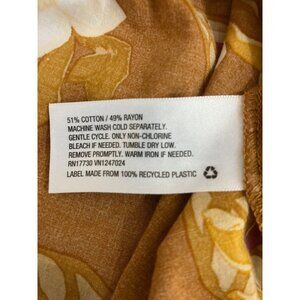 51% COTTON / 49% RAYON
MACHINE WASH COLD SEPARATELY.
GENTLE CYCLE. ONLY NON-CHLORINE
BLEACH IF NEEDED. TUMBLE DRY LOW.
REMOVE PROMPTLY. WARM IRON IF NEEDED.
RN17730 VN1247024
LABEL MADE FROM 100% RECYCLED PLASTIC